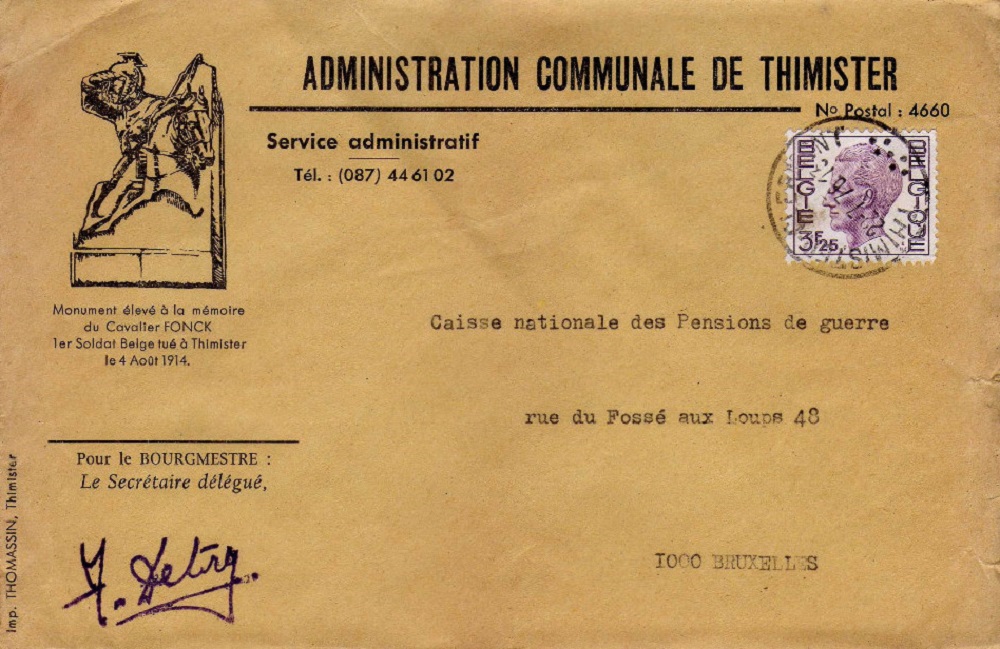 ADMINISTRATION COMMUNALE DE THIMISTER
No Postal : 4660
Service administratif
Tél. : (087) 44 61 02
BELGIE
BELGIQUE
3F25
THIMISTER
Monument élevé à la mémoire
du Cavalier FONCK
1er Soldat Belge tué à Thimister
le 4 Août 1914.
Caisse nationale des Pensions de guerre
rue du Fossé aux Loups 48
1000 BRUXELLES
Pour le BOURGMESTRE :
Le Secrétaire délégué,
Imp. THOMASSIN, Thimister